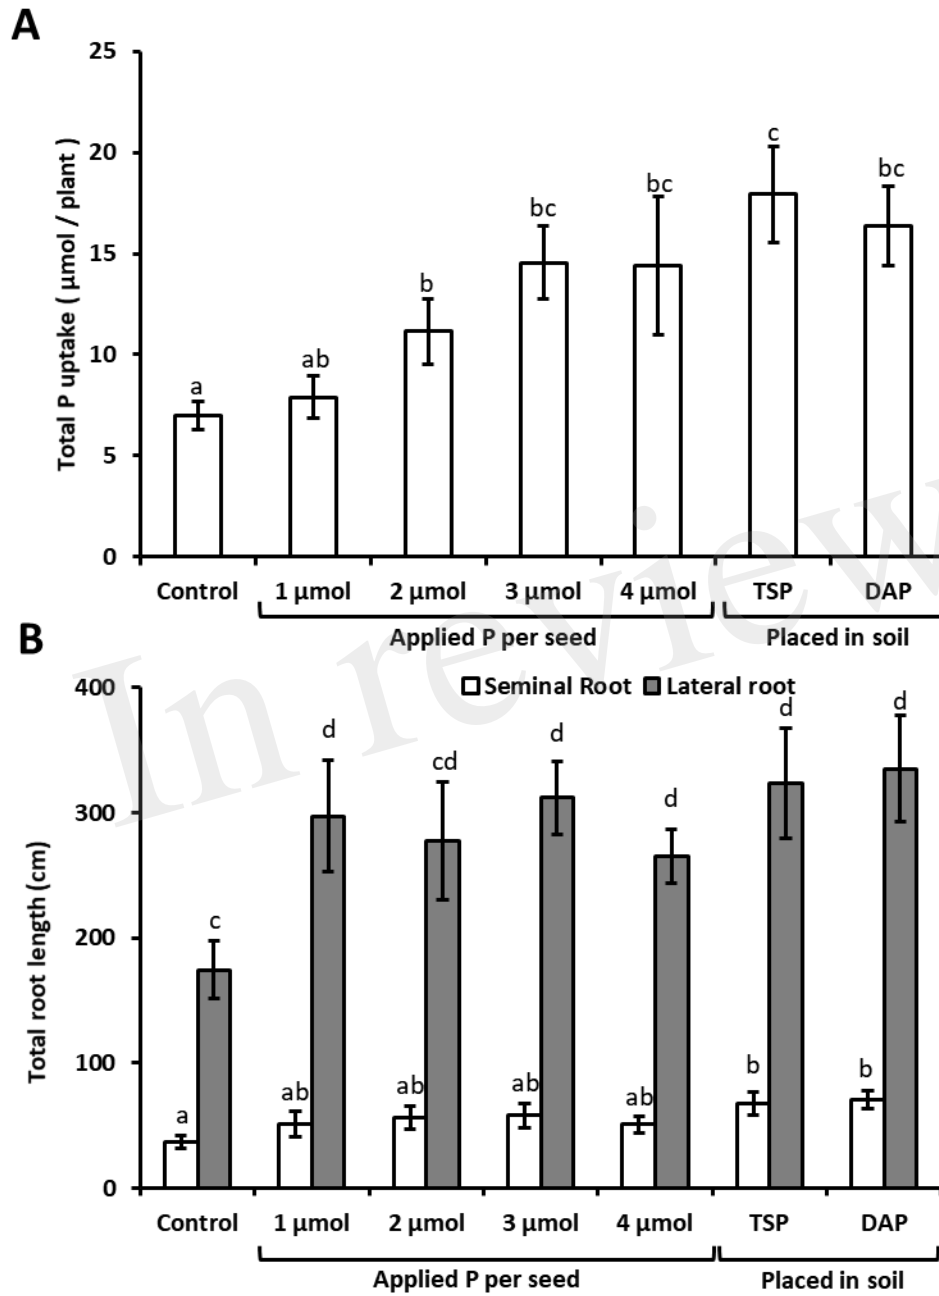 A
25
20
15
10
5
0
Total P uptake ( µmol / plant )
a
ab
b
bc
bc
c
bc
Control
1 µmol
2 µmol
3 µmol
4 µmol
TSP
DAP
Applied P per seed
Placed in soil
In review
B
400
300
200
100
0
Total root length (cm)
Seminal Root
Lateral root
a
c
ab
d
ab
cd
ab
d
ab
d
b
d
b
d
Control
1 µmol
2 µmol
3 µmol
4 µmol
TSP
DAP
Applied P per seed
Placed in soil